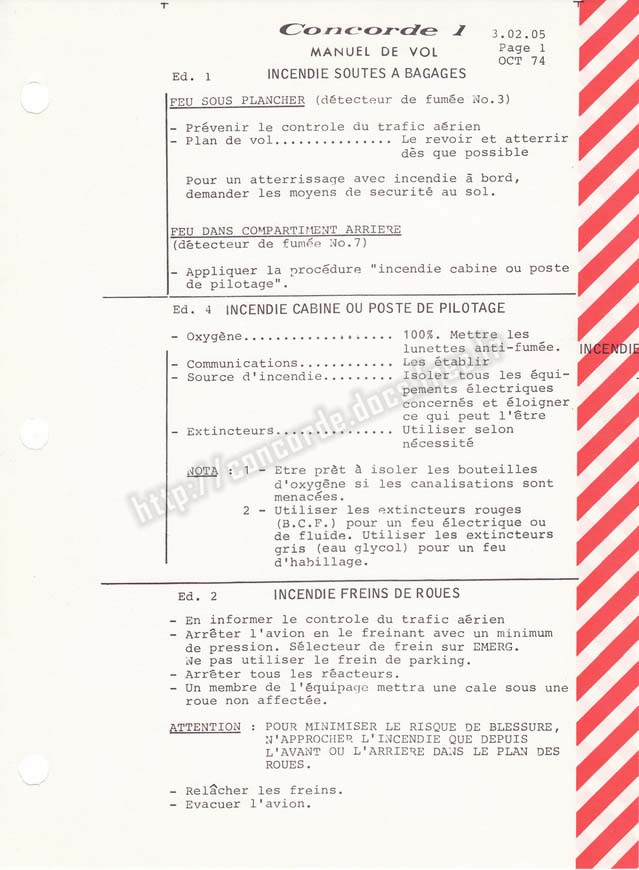 Concorde 1
3.02.05
MANUEL DE VOL
Page 1
OCT 74
Ed. 1 INCENDIE SOUTES A BAGAGES
FEU SOUS PLANCHER (détecteur de fumée No.3)
- Prévenir le controle du trafic aérien
- Plan de vol............... Le revoir et atterrir
dès que possible
Pour un atterrissage avec incendie à bord,
demander les moyens de securité au sol.
FEU DANS COMPARTIMENT ARRIERE
(détecteur de fumée No.7)
- Appliquer la procédure "incendie cabine ou poste
de pilotage".
Ed. 4 INCENDIE CABINE OU POSTE DE PILOTAGE
- Oxygène................... 100%. Mettre les
lunettes anti-fumée.
- Communications............ Les établir
- Source d'incendie......... Isoler tous les équi-
pements électriques
concernés et éloigner
ce qui peut l'être
- Extincteurs............... Utiliser selon
nécessité
NOTA : 1 - Etre prèt à isoler les bouteilles
d'oxygène si les canalisations sont
menacées.
2 - Utiliser les extincteurs rouges
(B.C.F.) pour un feu électrique ou
de fluide. Utiliser les extincteurs
gris (eau glycol) pour un feu
d'habillage.
INCENDIE
Ed. 2 INCENDIE FREINS DE ROUES
- En informer le controle du trafic aérien
- Arrêter l'avion en le freinant avec un minimum
de pression. Sélecteur de frein sur EMERG.
Ne pas utiliser le frein de parking.
- Arrêter tous les réacteurs.
- Un membre de l'équipage mettra une cale sous une
roue non affectée.
ATTENTION : POUR MINIMISER LE RISQUE DE BLESSURE,
N'APPROCHER L'INCENDIE QUE DEPUIS
L'AVANT OU L'ARRIERE DANS LE PLAN DES
ROUES.
- Relâcher les freins.
- Evacuer l'avion.